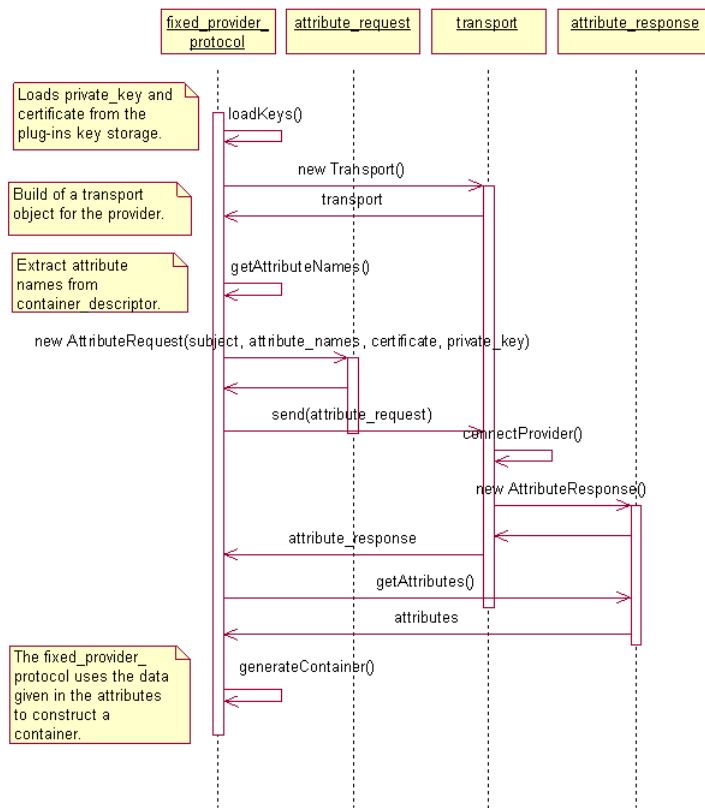 fixed_provider_
protocol
attribute_request
transport
attribute_response
Loads private_key and
certificate from the
plug-ins key storage.
loadKeys()
new Transport()
Build of a transport
object for the provider.
transport
Extract attribute
names from
container_descriptor.
getAttributeNames()
new AttributeRequest(subject, attribute_names, certificate, private_key)
send(attribute_request)
connectProvider()
new AttributeResponse()
attribute_response
getAttributes()
attributes
The fixed_provider_
protocol uses the data
given in the attributes
to construct a
container.
generateContainer()